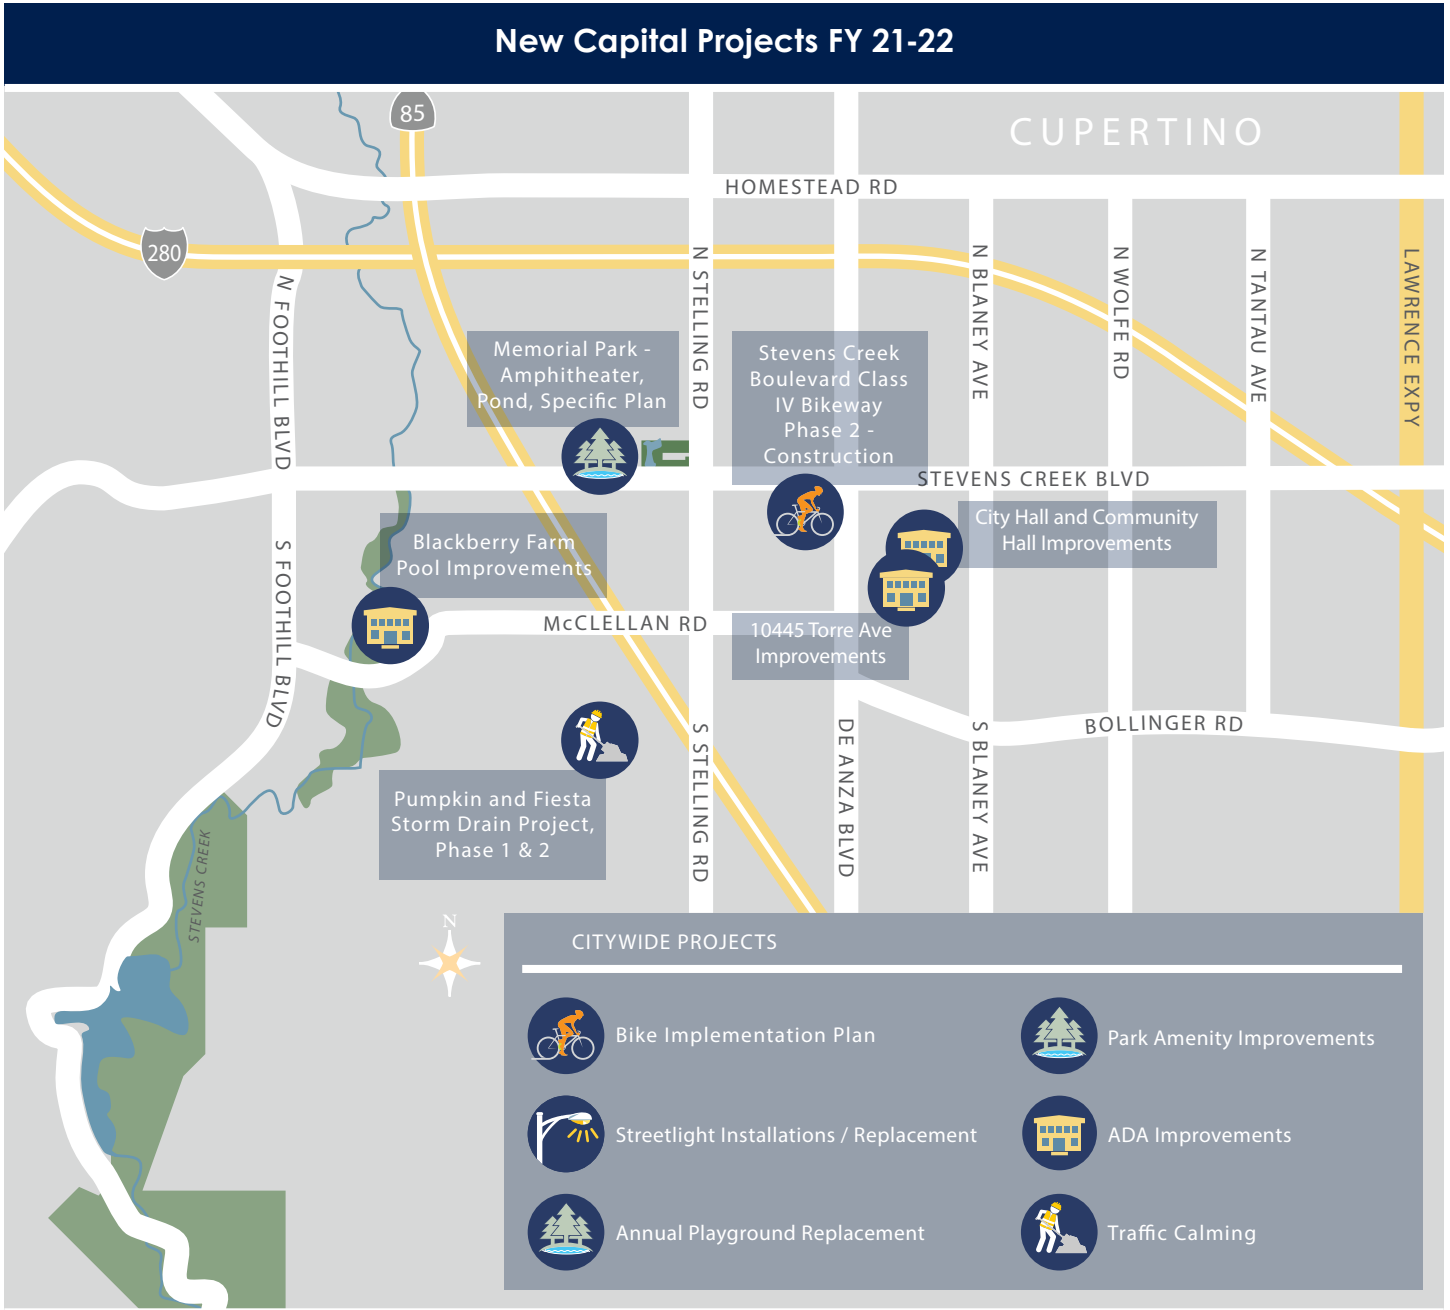 New Capital Projects FY 21-22
85
CUPERTINO
HOMESTEAD RD
280
N FOOTHILL BLVD
N STELLING RD
N BLANEY AVE
N WOLFE RD
N TANTAU AVE
LAWRENCE EXPY
Memorial Park -
Amphitheater,
Pond, Specific Plan
Stevens Creek
Boulevard Class
IV Bikeway
Phase 2 -
Construction
STEVENS CREEK BLVD
City Hall and Community
Hall Improvements
Blackberry Farm
Pool Improvements
S FOOTHILL BLVD
McCLELLAN RD
10445 Torre Ave
Improvements
S STELLING RD
DE ANZA BLVD
S BLANEY AVE
BOLLINGER RD
Pumpkin and Fiesta
Storm Drain Project,
Phase 1 & 2
STEVENS CREEK
N
CITYWIDE PROJECTS
Bike Implementation Plan
Park Amenity Improvements
Streetlight Installations / Replacement
ADA Improvements
Annual Playground Replacement
Traffic Calming